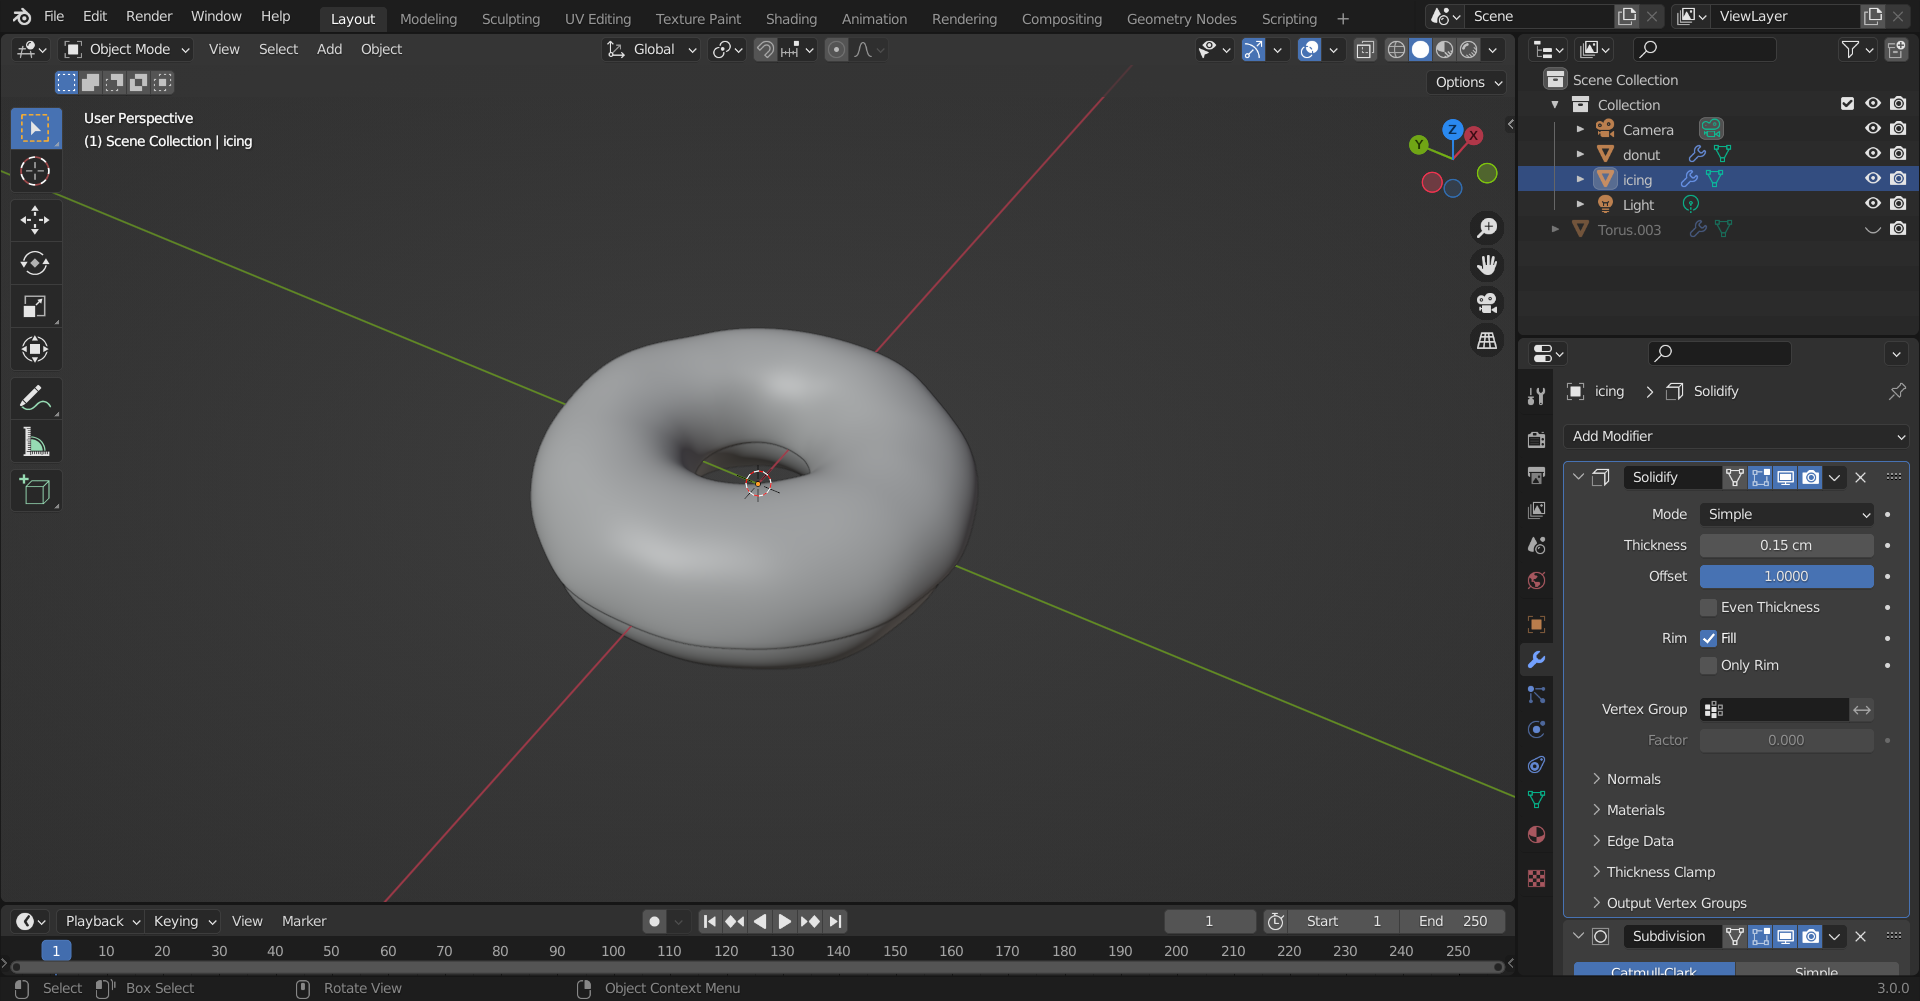 File Edit Render Window Help Layout Modeling Sculpting UV Editing Texture Paint Shading Animation Rendering Compositing Geometry Nodes Scripting + Scene ViewLayer
Object Mode View Select Add Object Global
Options
User Perspective
(1) Scene Collection | icing
Z
X
Y
Scene Collection
Collection
Camera
donut
icing
Light
Torus.003
icing > Solidify
Add Modifier
Solidify
Mode Simple
Thickness 0.15 cm
Offset 1.0000
Even Thickness
Rim Fill
Only Rim
Vertex Group
Factor 0.000
Normals
Materials
Edge Data
Thickness Clamp
Output Vertex Groups
Subdivision
Catmull-Clark Simple
Playback Keying View Marker 1 Start 1 End 250
1 10 20 30 40 50 60 70 80 90 100 110 120 130 140 150 160 170 180 190 200 210 220 230 240 250
Select Box Select Rotate View Object Context Menu 3.0.0